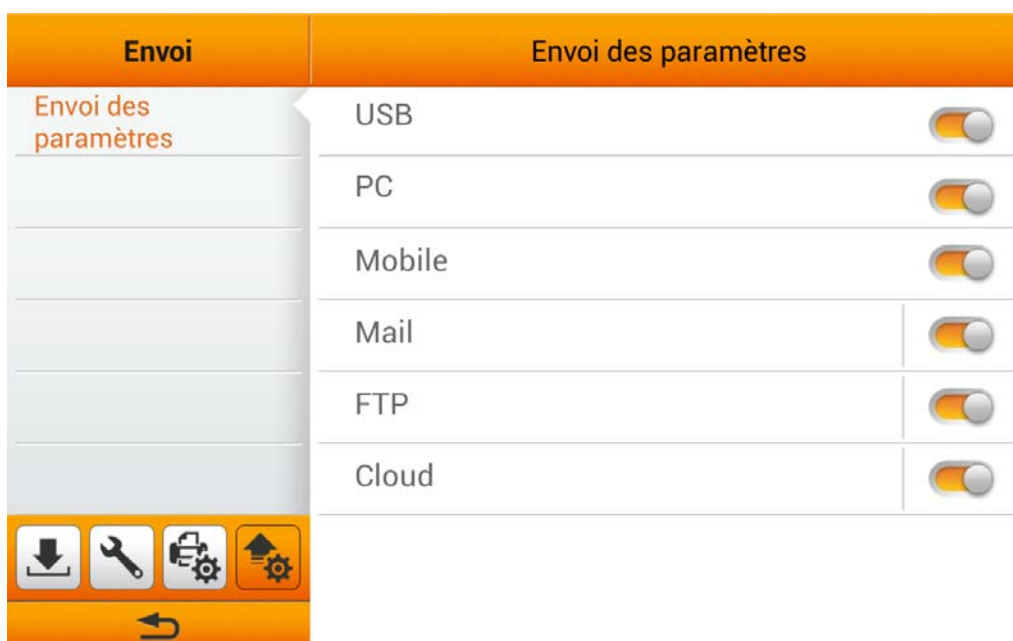 Envoi
Envoi des paramètres
Envoi des
paramètres
USB
PC
Mobile
Mail
FTP
Cloud